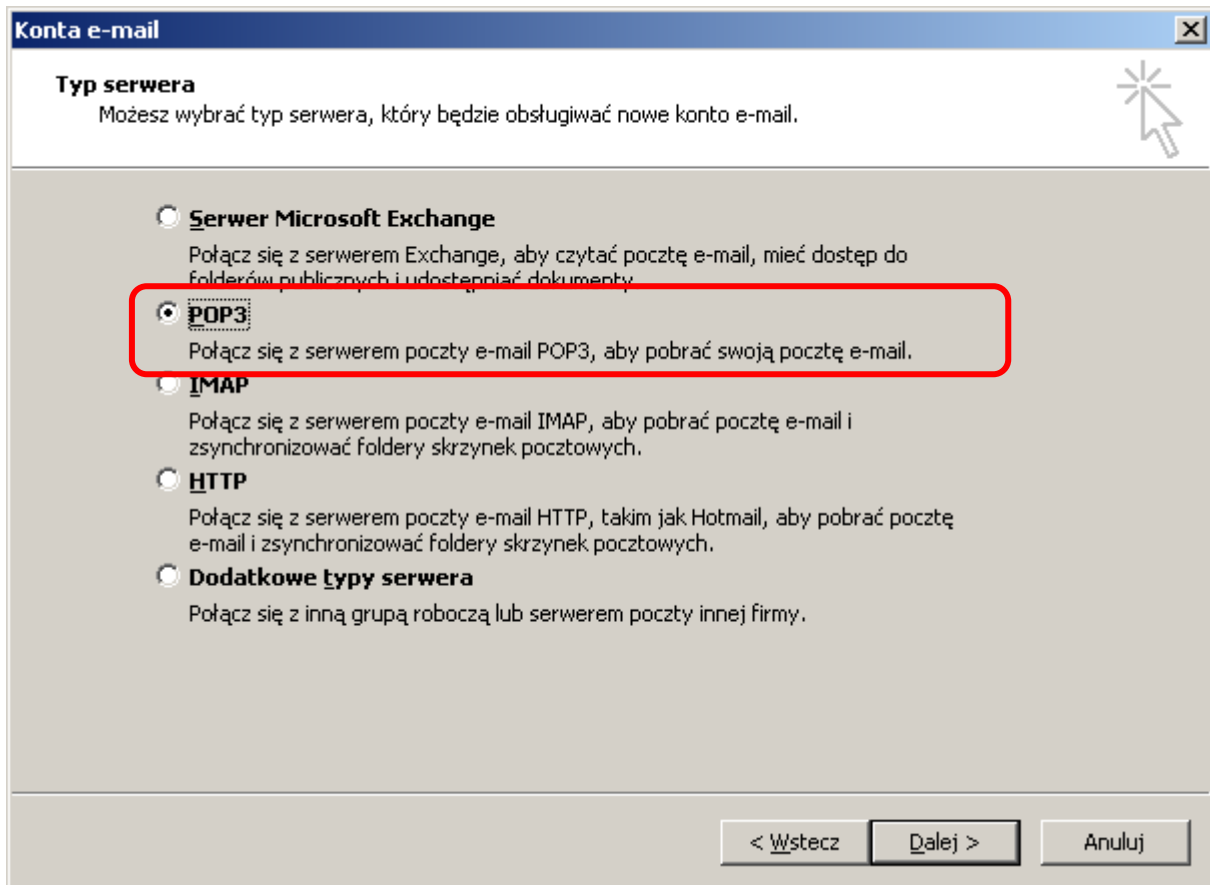 Konta e-mail
Typ serwera
Możesz wybrać typ serwera, który będzie obsługiwać nowe konto e-mail.
Serwer Microsoft Exchange
Połącz się z serwerem Exchange, aby czytać pocztę e-mail, mieć dostęp do
folderów publicznych i udostępniać dokumenty.
POP3
Połącz się z serwerem poczty e-mail POP3, aby pobrać swoją pocztę e-mail.
IMAP
Połącz się z serwerem poczty e-mail IMAP, aby pobrać pocztę e-mail i
zsynchronizować foldery skrzynek pocztowych.
HTTP
Połącz się z serwerem poczty e-mail HTTP, takim jak Hotmail, aby pobrać pocztę
e-mail i zsynchronizować foldery skrzynek pocztowych.
Dodatkowe typy serwera
Połącz się z inną grupą roboczą lub serwerem poczty innej firmy.
< Wstecz
Dalej >
Anuluj